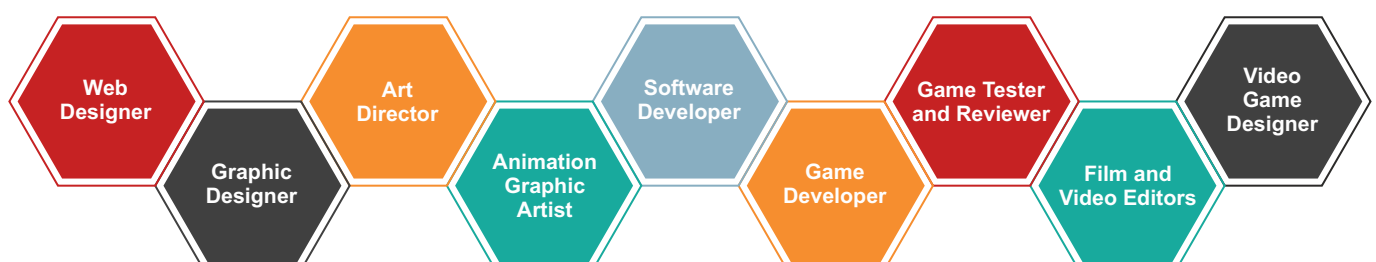 Web
Designer
Graphic
Designer
Art
Director
Animation
Graphic
Artist
Software
Developer
Game
Developer
Game Tester
and Reviewer
Film and
Video Editors
Video
Game
Designer